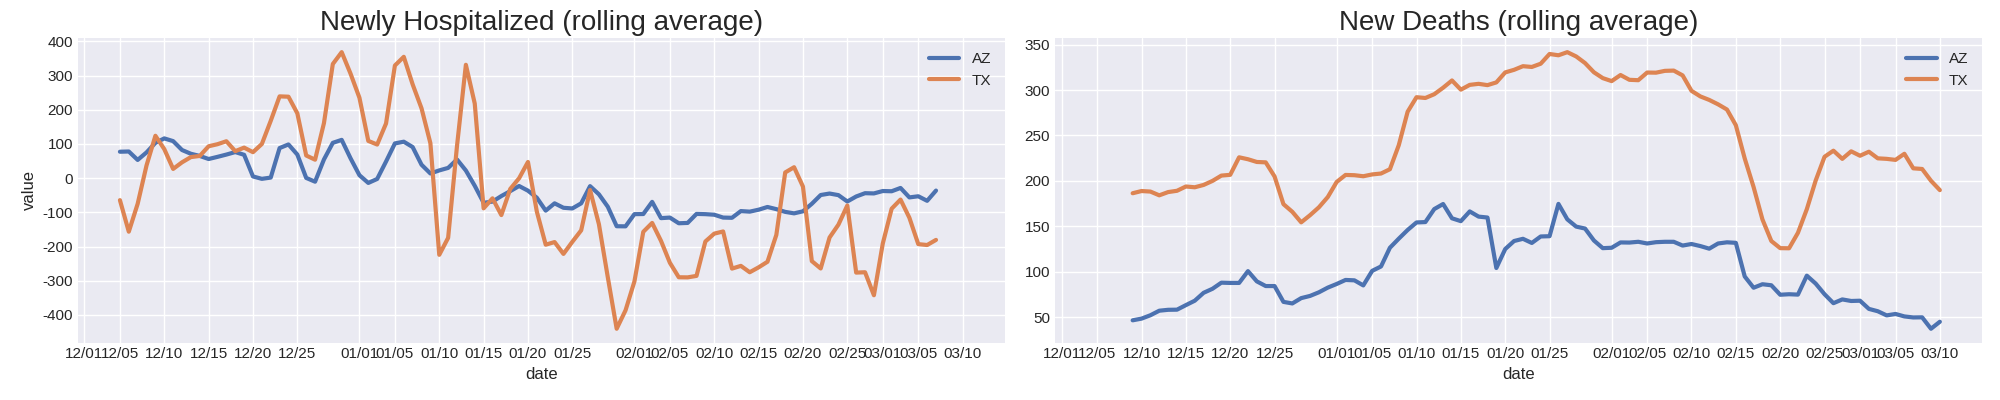 Newly Hospitalized (rolling average)
400
300
200
100
0
-100
-200
-300
-400
value
AZ
TX
12/01 12/05 12/10 12/15 12/20 12/25 01/01 01/05 01/10 01/15 01/20 01/25 02/01 02/05 02/10 02/15 02/20 02/25 03/01 03/05 03/10
date
New Deaths (rolling average)
350
300
250
200
150
100
50
AZ
TX
12/01 12/05 12/10 12/15 12/20 12/25 01/01 01/05 01/10 01/15 01/20 01/25 02/01 02/05 02/10 02/15 02/20 02/25 03/01 03/05 03/10
date